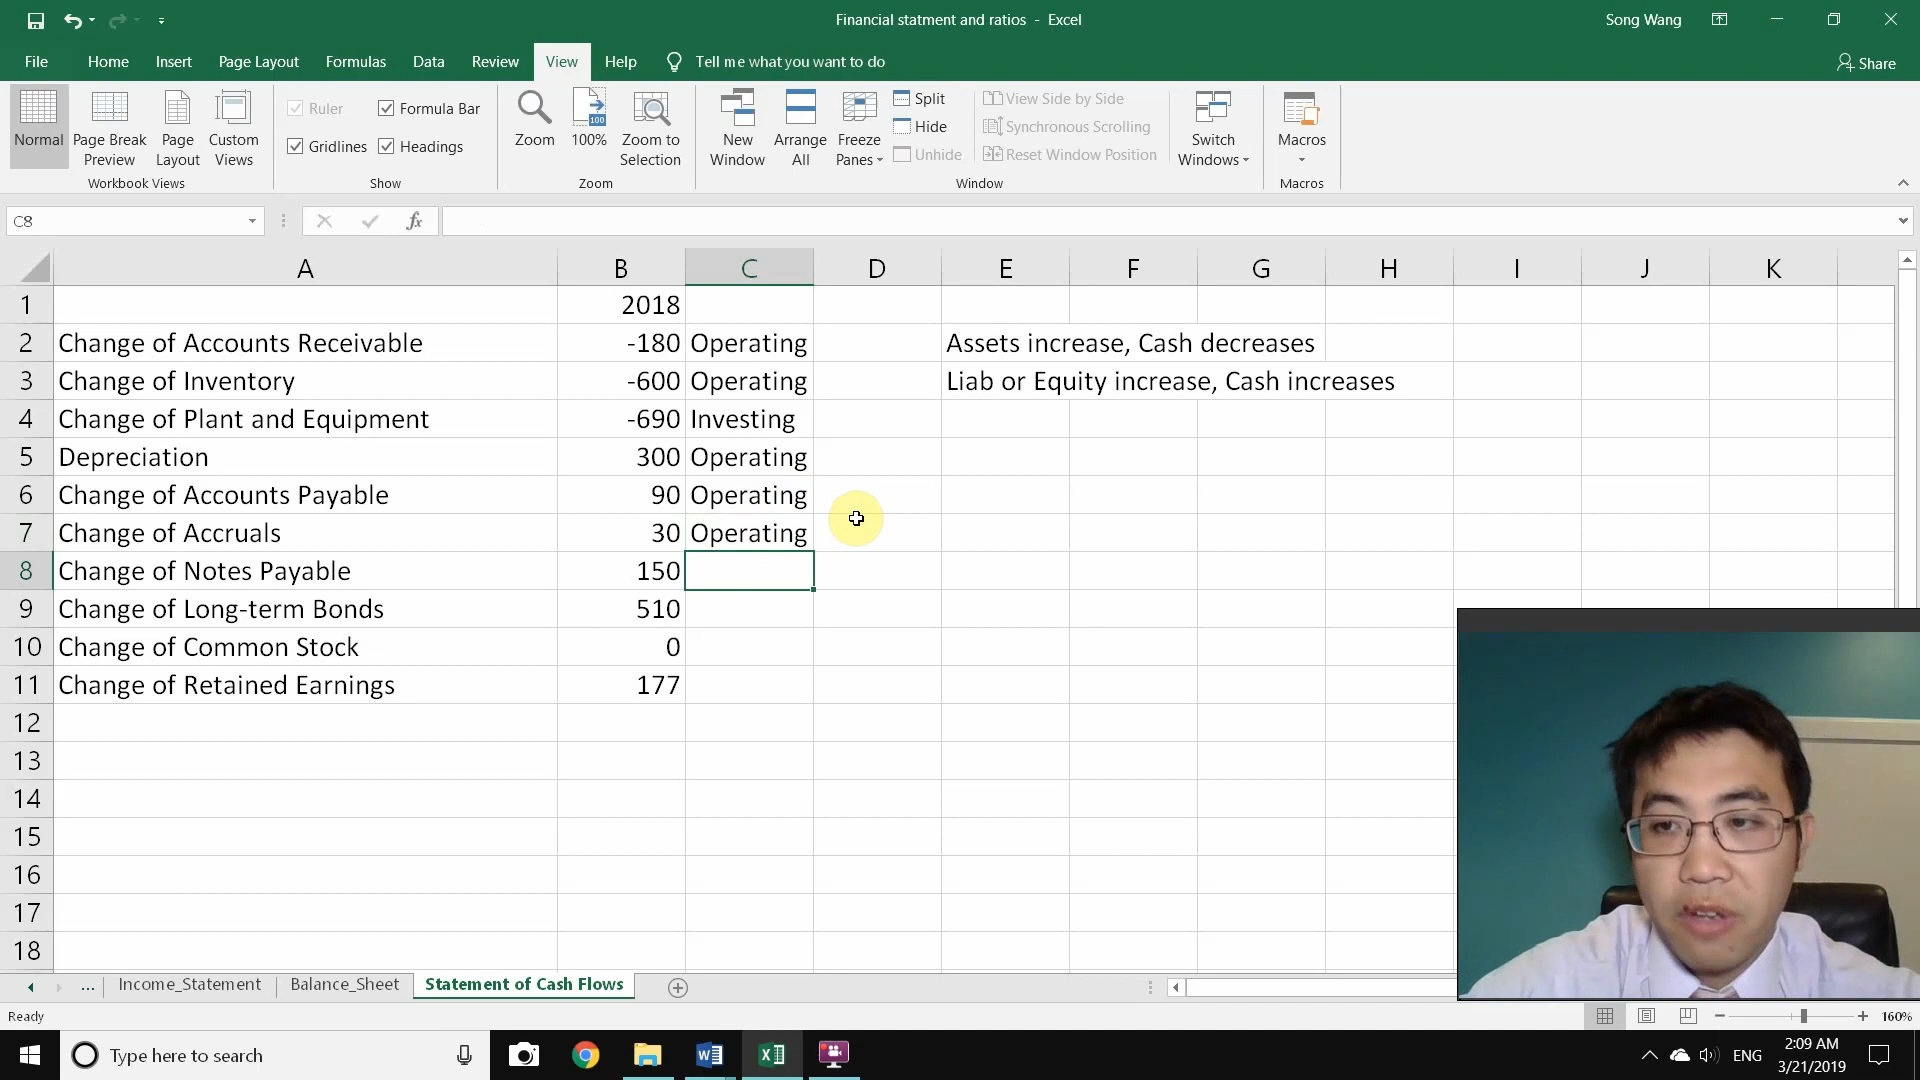 Financial statment and ratios - Excel
Song Wang
File Home Insert Page Layout Formulas Data Review View Help Tell me what you want to do
Share
Normal
Page Break Preview
Page Layout
Custom Views
Workbook Views
Ruler
Formula Bar
Gridlines
Headings
Show
Zoom
100
100%
Zoom to Selection
Zoom
New Window
Arrange All
Freeze Panes
Split
Hide
Unhide
View Side by Side
Synchronous Scrolling
Reset Window Position
Switch Windows
Window
Macros
Macros
C8
fx
A B C D E F G H I J K
1 2018
2 Change of Accounts Receivable -180 Operating Assets increase, Cash decreases
3 Change of Inventory -600 Operating Liab or Equity increase, Cash increases
4 Change of Plant and Equipment -690 Investing
5 Depreciation 300 Operating
6 Change of Accounts Payable 90 Operating
7 Change of Accruals 30 Operating
8 Change of Notes Payable 150
9 Change of Long-term Bonds 510
10 Change of Common Stock 0
11 Change of Retained Earnings 177
12
13
14
15
16
17
18
... Income_Statement Balance_Sheet Statement of Cash Flows
Ready
160%
Type here to search
ENG
2:09 AM
3/21/2019